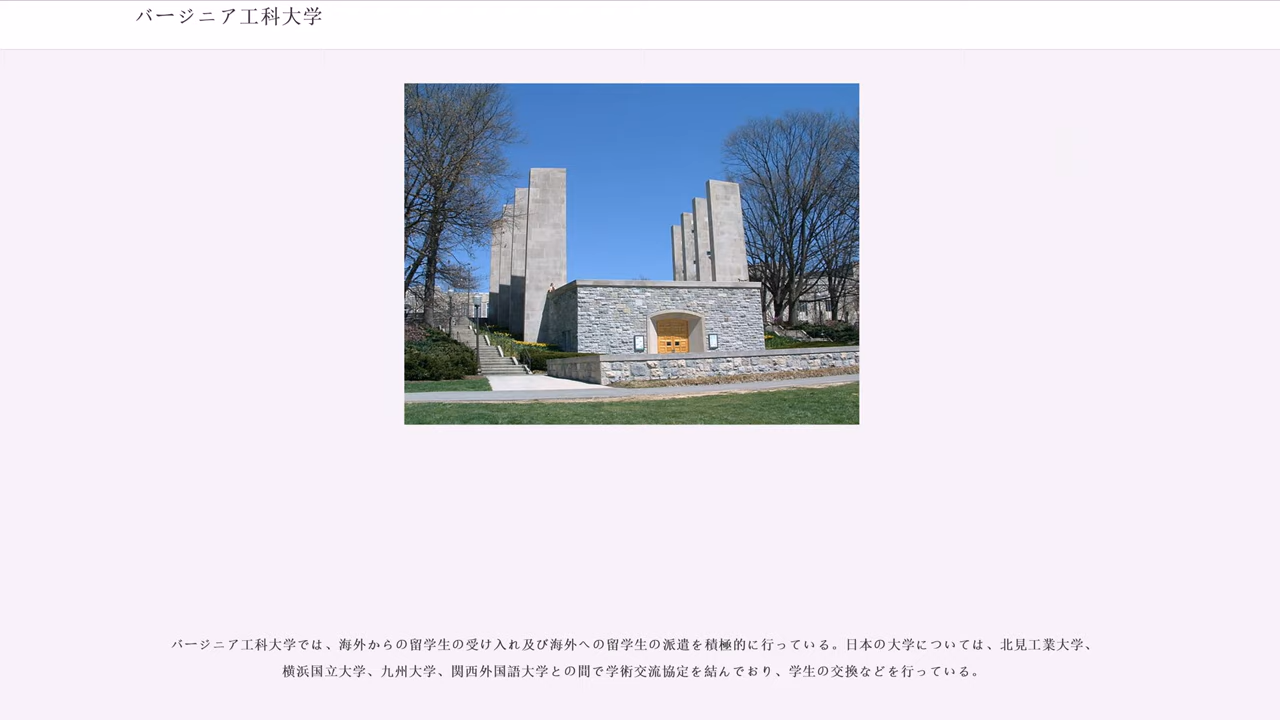 バージニア工科大学
バージニア工科大学では、海外からの留学生の受け入れ及び海外への留学生の派遣を積極的に行っている。日本の大学については、北見工業大学、
横浜国立大学、九州大学、関西外国語大学との間で学術交流協定を結んでおり、学生の交換などを行っている。